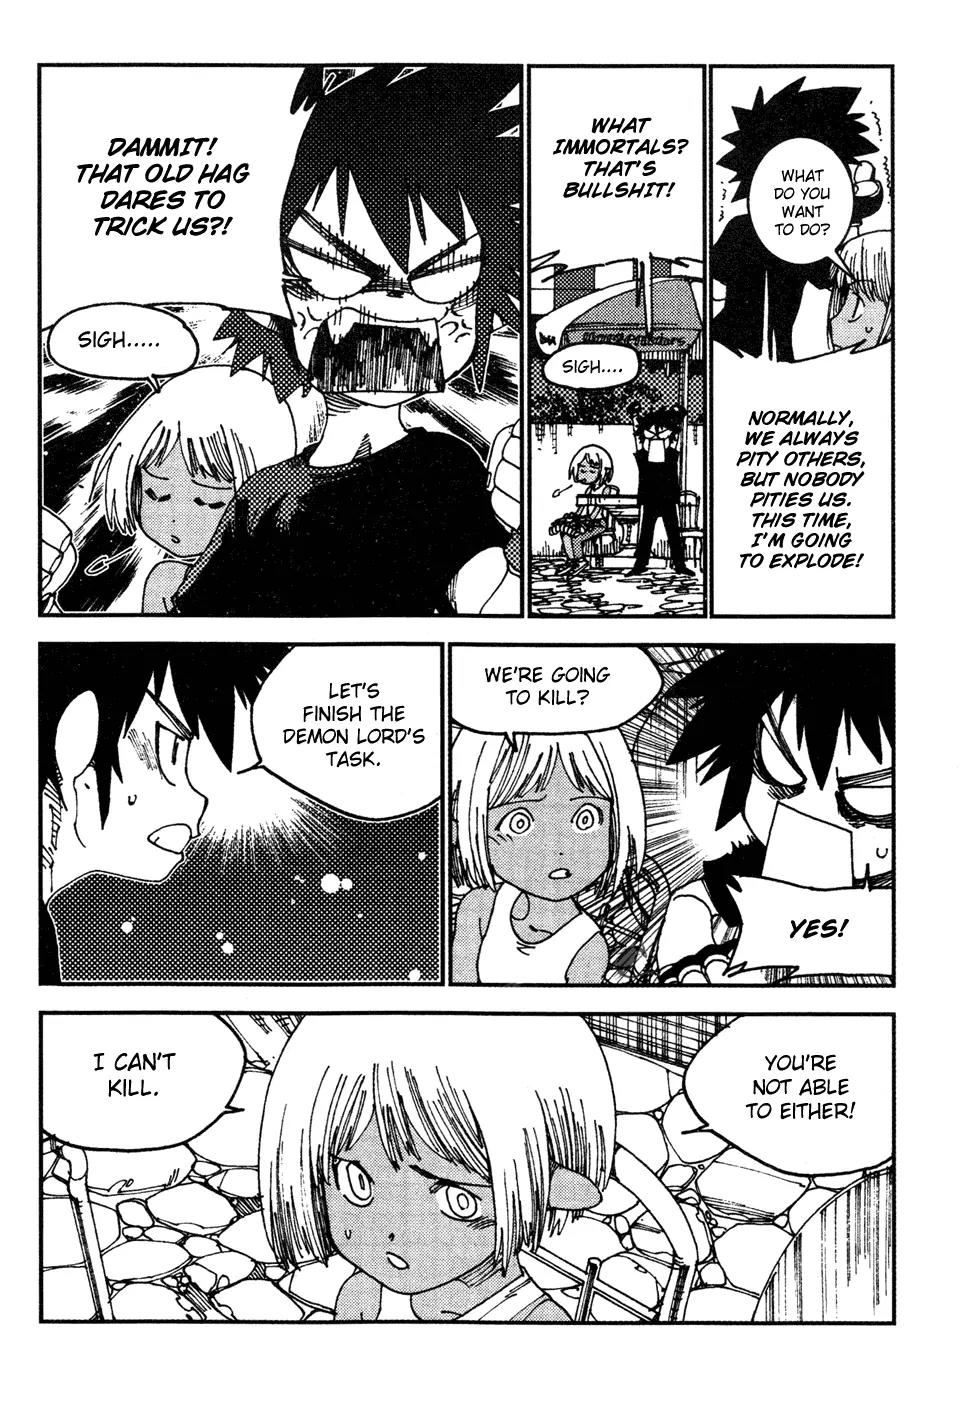 DAMMIT!
THAT OLD HAG
DARES TO
TRICK US?!
SIGH.....
WHAT
IMMORTALS?
THAT'S
BULLSHIT!
SIGH....
WHAT
DO YOU
WANT
TO DO?
NORMALLY,
WE ALWAYS
PITY OTHERS,
BUT NOBODY
PITIES US.
THIS TIME,
I'M GOING
TO EXPLODE!
LET'S
FINISH THE
DEMON LORD'S
TASK.
WE'RE GOING
TO KILL?
YES!
I CAN'T
KILL.
YOU'RE
NOT ABLE
TO EITHER!